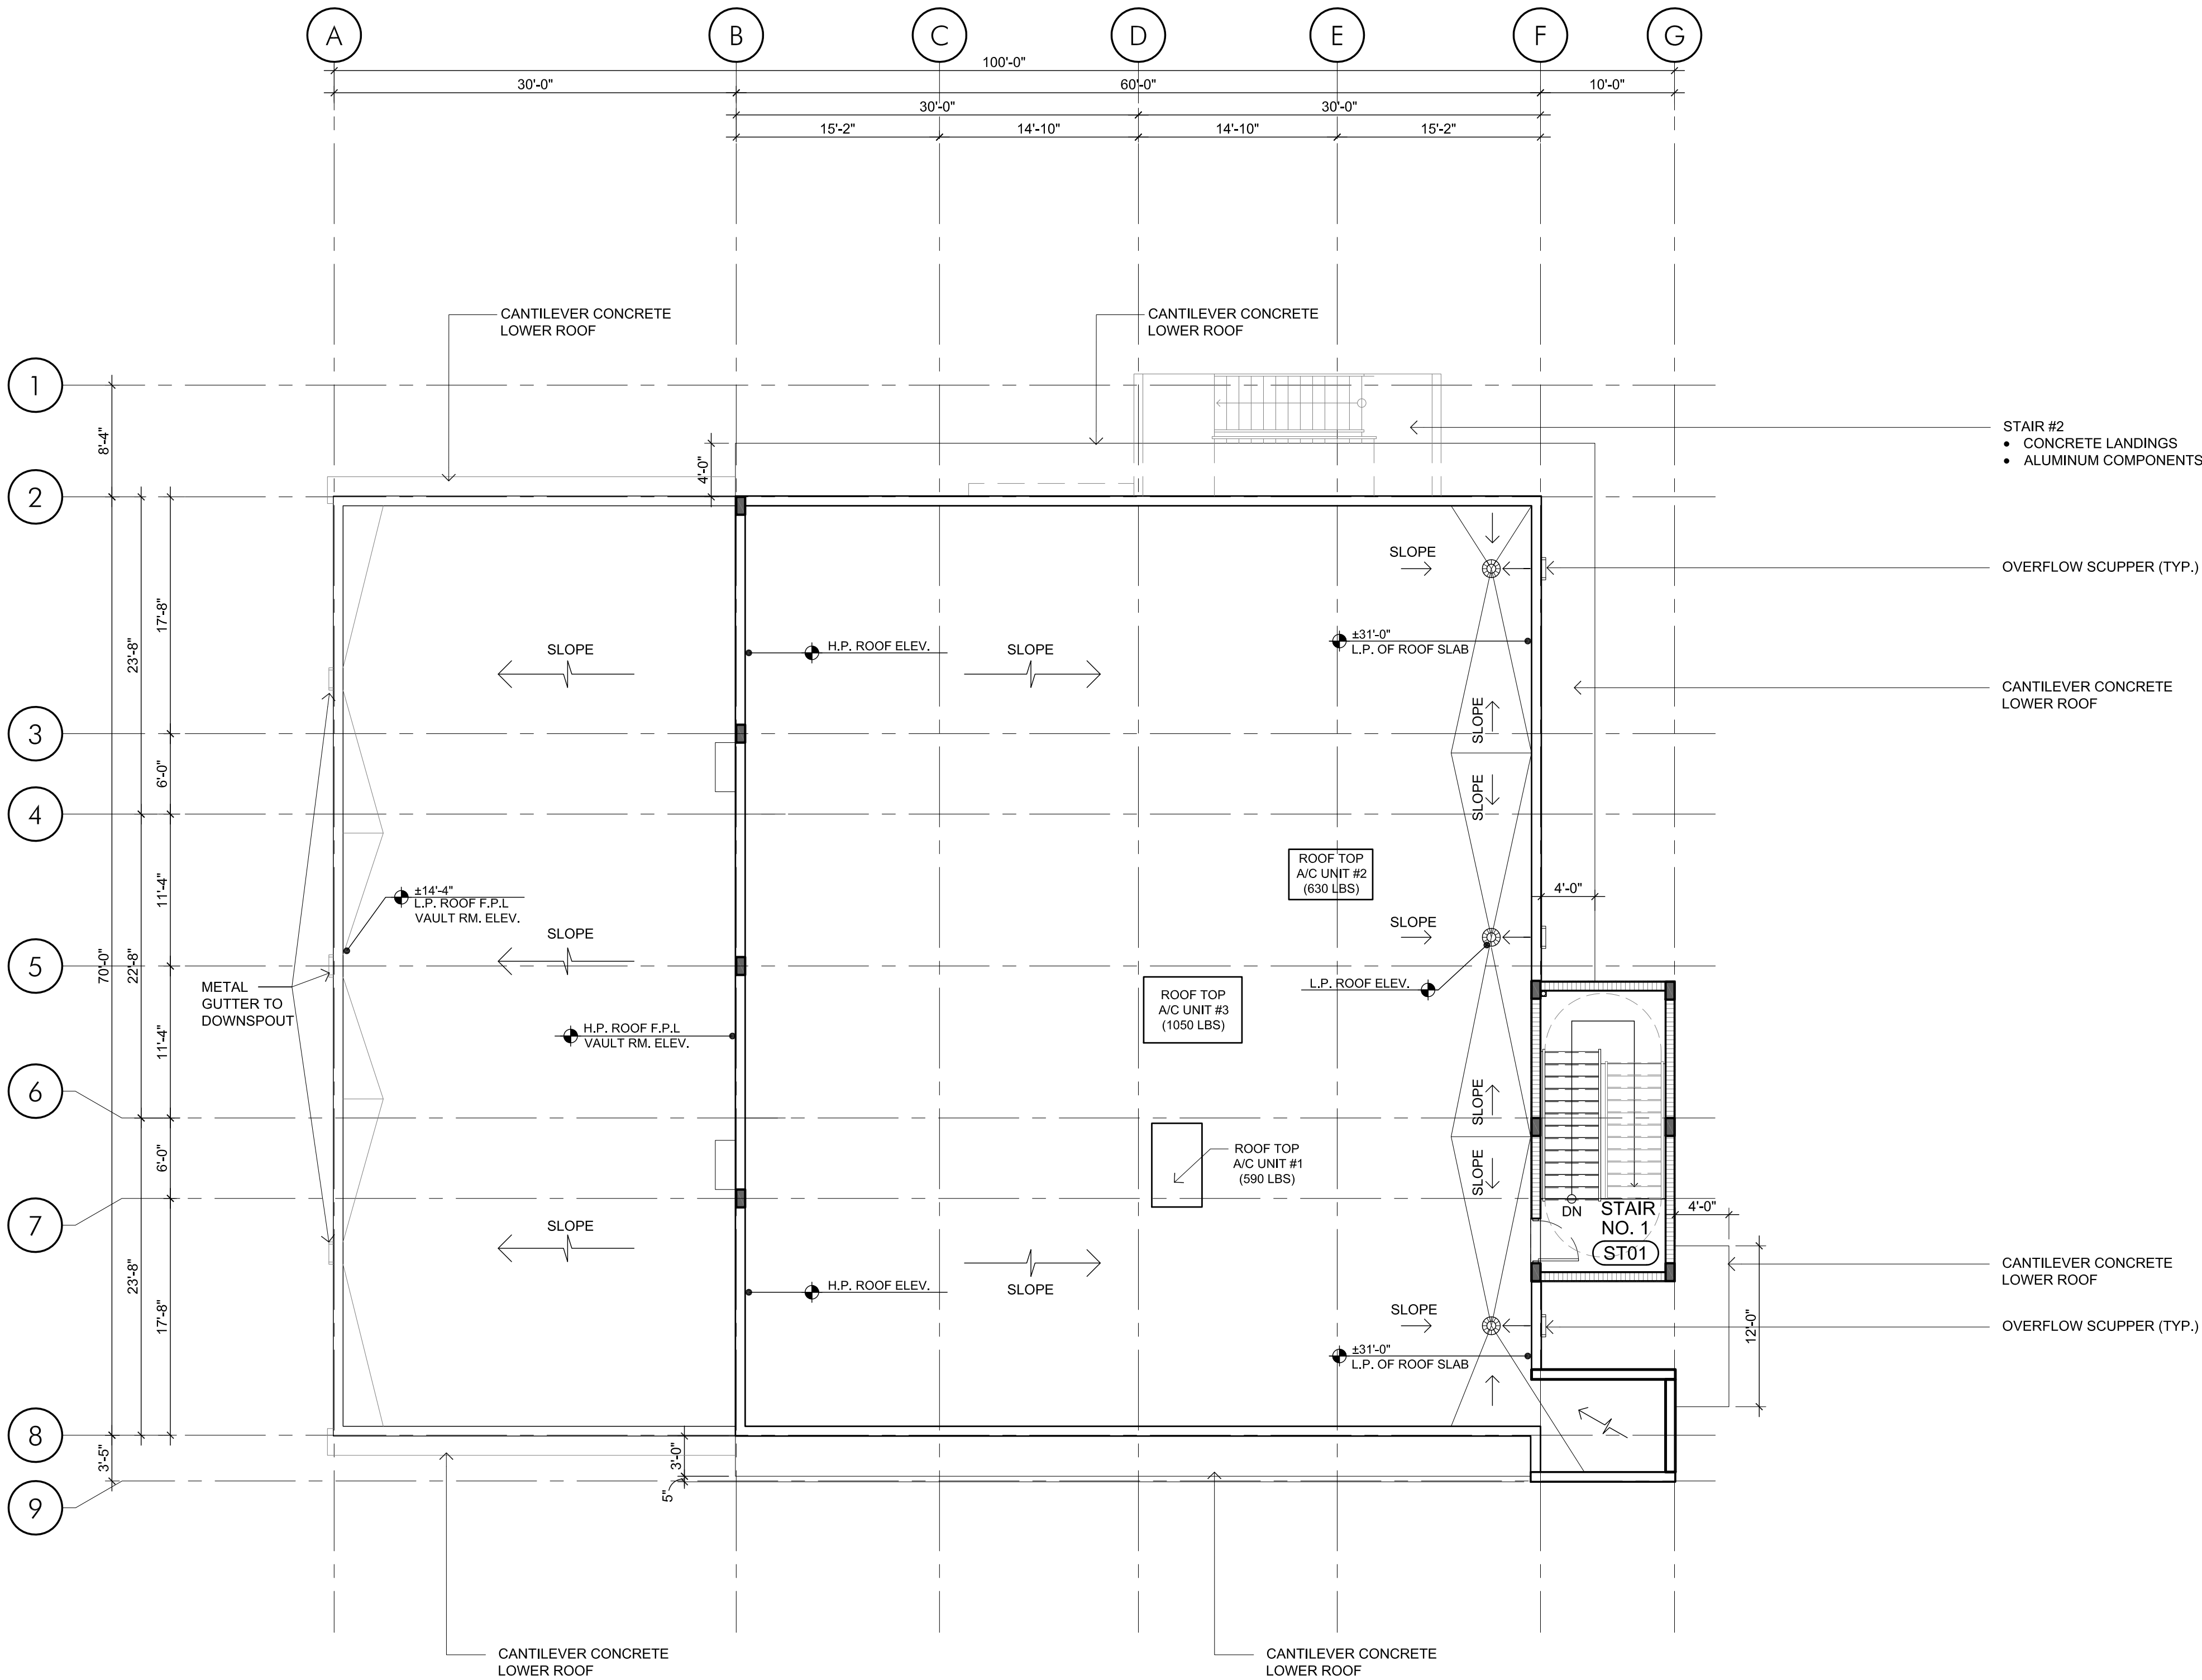 A B C D E F G
100'-0"
30'-0" 60'-0" 10'-0"
30'-0" 30'-0"
15'-2" 14'-10" 14'-10" 15'-2"
CANTILEVER CONCRETE
LOWER ROOF
CANTILEVER CONCRETE
LOWER ROOF
1
8'-4"
STAIR #2
• CONCRETE LANDINGS
• ALUMINUM COMPONENTS
4'-0"
2
SLOPE
OVERFLOW SCUPPER (TYP.)
17'-8"
23'-8"
SLOPE
H.P. ROOF ELEV.
SLOPE
±31'-0"
L.P. OF ROOF SLAB
CANTILEVER CONCRETE
LOWER ROOF
SLOPE
3
6'-0"
SLOPE
4
ROOF TOP
A/C UNIT #2
(630 LBS)
4'-0"
11'-4"
±14'-4"
L.P. ROOF F.P.L
VAULT RM. ELEV.
SLOPE
SLOPE
5
70'-0"
22'-8"
METAL
GUTTER TO
DOWNSPOUT
L.P. ROOF ELEV.
ROOF TOP
A/C UNIT #3
(1050 LBS)
11'-4"
H.P. ROOF F.P.L
VAULT RM. ELEV.
6
SLOPE
6'-0"
ROOF TOP
A/C UNIT #1
(590 LBS)
SLOPE
7
DN
STAIR
NO. 1
ST01
4'-0"
SLOPE
CANTILEVER CONCRETE
LOWER ROOF
23'-8"
17'-8"
H.P. ROOF ELEV.
SLOPE
SLOPE
OVERFLOW SCUPPER (TYP.)
12'-0"
±31'-0"
L.P. OF ROOF SLAB
8
3'-5"
3'-0"
5"
9
CANTILEVER CONCRETE
LOWER ROOF
CANTILEVER CONCRETE
LOWER ROOF